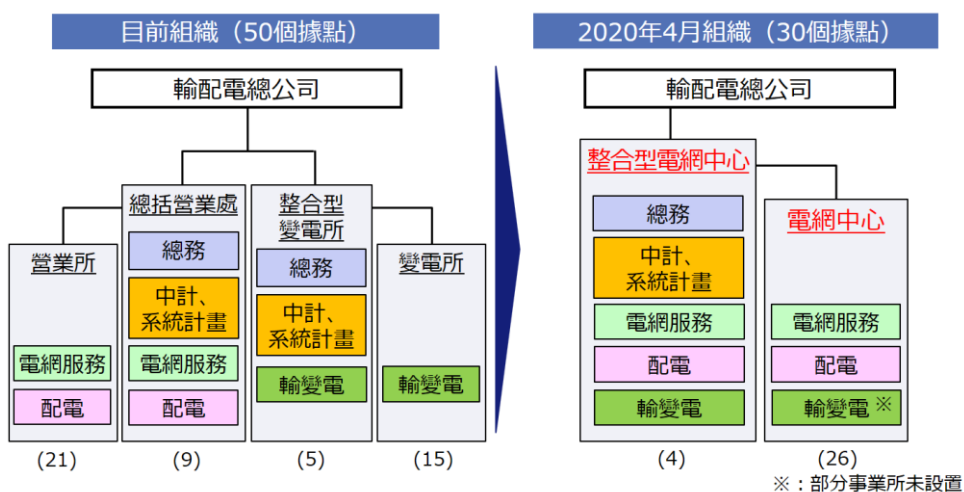 目前組織（50個據點）
輸配電總公司
營業所
電網服務
配電
(21)
總括營業處
總務
中計、
系統計畫
電網服務
配電
(9)
整合型
變電所
總務
中計、
系統計畫
輸變電
(5)
變電所
輸變電
(15)
2020年4月組織（30個據點）
輸配電總公司
整合型電網中心
總務
中計、
系統計畫
電網服務
配電
輸變電
(4)
電網中心
電網服務
配電
輸變電※
(26)
※：部分事業所未設置